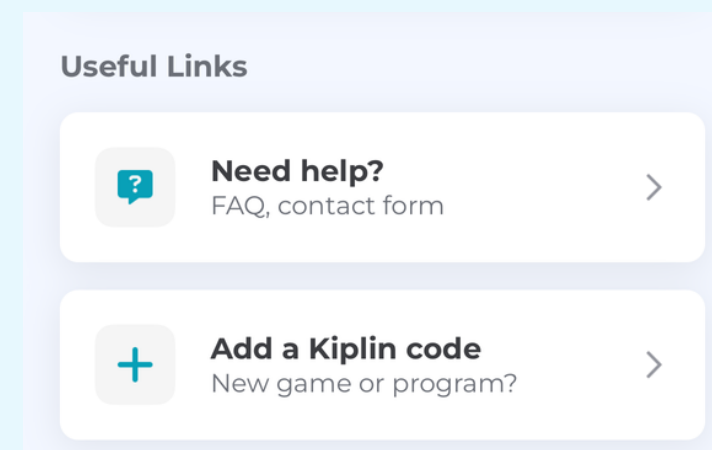 Useful Links
?
Need help?
FAQ, contact form
Add a Kiplin code
New game or program?